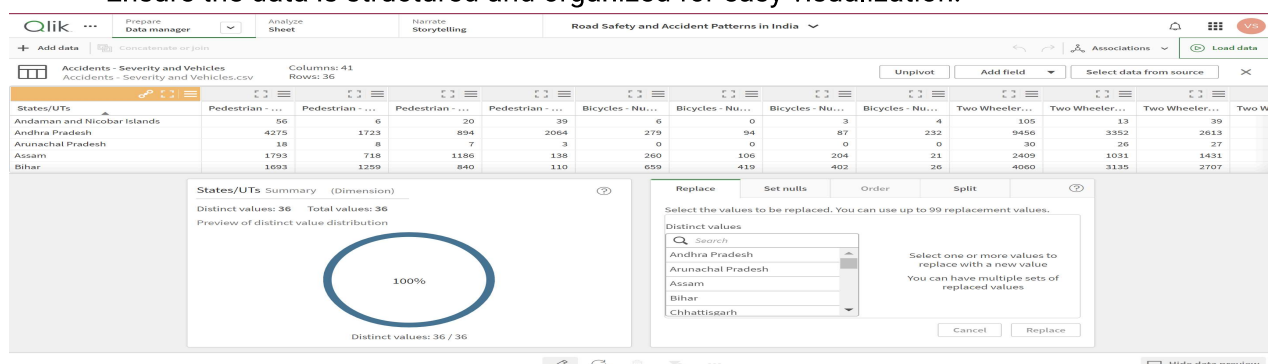 Ensure the data is structured and organized for easy visualization.
Qlik ... Prepare Data manager Analyze Sheet Narrate Storytelling Road Safety and Accident Patterns in India VS
+ Add data Concatenate or join Associations Load data
Accidents - Severity and Vehicles Columns: 41
Accidents - Severity and Vehicles.csv Rows: 36 Unpivot Add field Select data from source
States/UTs Pedestrian - ... Pedestrian - ... Pedestrian - ... Pedestrian - ... Bicycles - Nu... Bicycles - Nu... Bicycles - Nu... Bicycles - Nu... Two Wheeler... Two Wheeler... Two Wheeler... Two W
Andaman and Nicobar Islands 56 6 20 39 6 0 3 4 105 13 39
Andhra Pradesh 4275 1723 894 2064 279 94 87 232 9456 3352 2613
Arunachal Pradesh 18 8 7 3 0 0 0 0 30 26 27
Assam 1793 718 1186 138 260 106 204 21 2409 1031 1431
Bihar 1693 1259 840 110 659 419 402 26 4060 3135 2707
States/UTs Summary (Dimension)
Distinct values: 36 Total values: 36
Preview of distinct value distribution
100%
Distinct values: 36 / 36
Replace Set nulls Order Split
Select the values to be replaced. You can use up to 99 replacement values.
Distinct values
Search
Andhra Pradesh
Arunachal Pradesh
Assam
Bihar
Chhattisgarh
Select one or more values to
replace with a new value
You can have multiple sets of
replaced values
Cancel Replace
Hide data preview